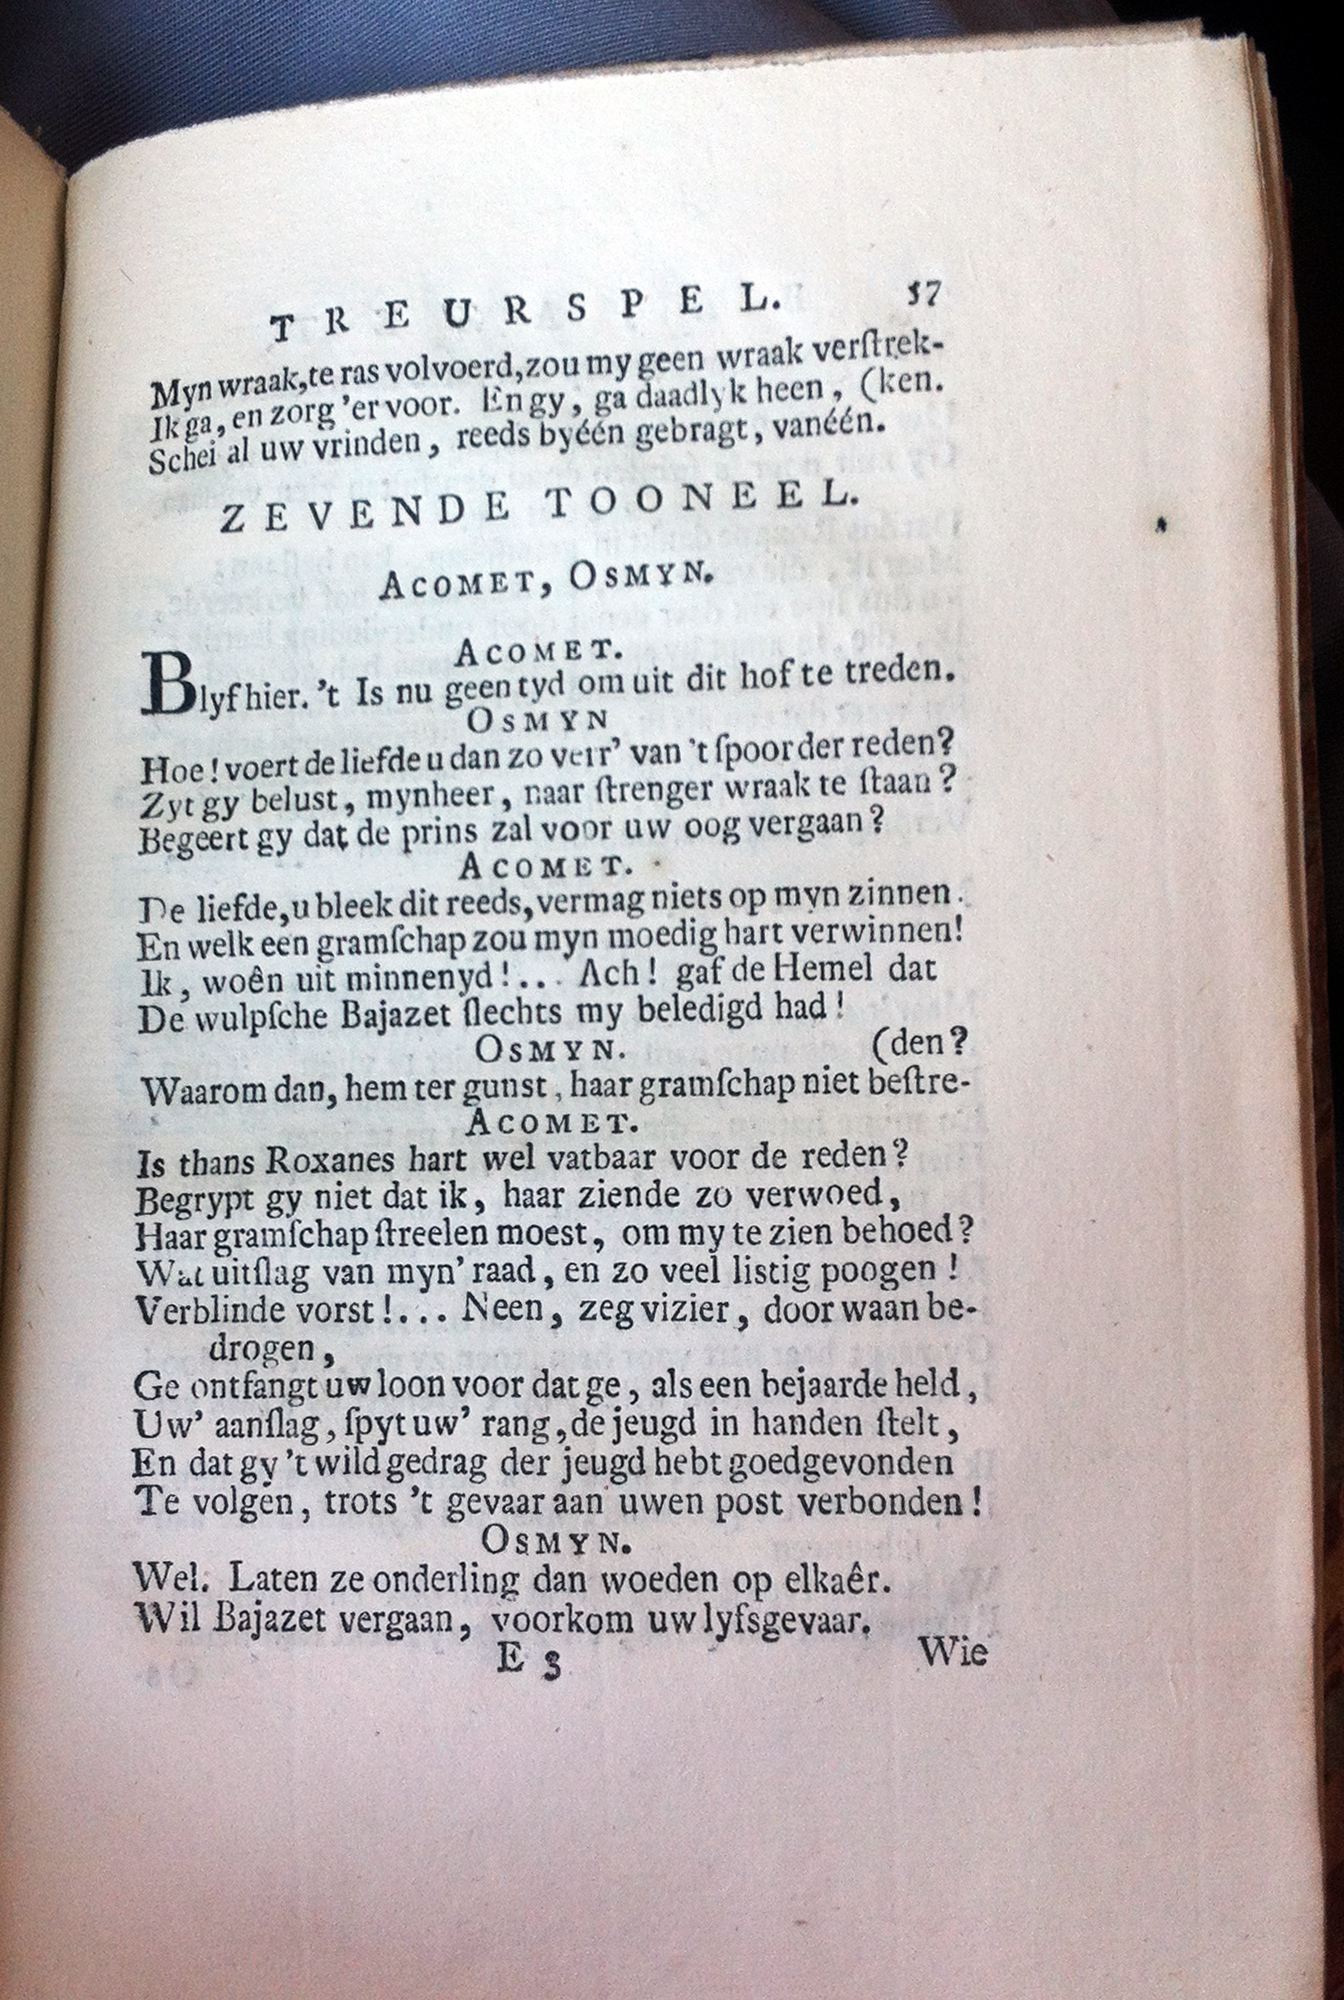 TREURSPEL. 57
Myn wraak, te ras volvoerd, zou my geen wraak verſtrek-
Ik ga, en zorg 'er voor. En gy, ga daadlyk heen, (ken.
Schei al uw vrinden, reeds byéén gebragt, vanéén.
ZEVENDE TOONEEL.
ACOMET, OSMYN.
ACOMET.
Blyf hier. 't Is nu geen tyd om uit dit hof te treden.
OSMYN
Hoe! voert de liefde u dan zo verr' van 't ſpoor der reden?
Zyt gy belust, mynheer, naar ſtrenger wraak te ſtaan?
Begeert gy dat de prins zal voor uw oog vergaan?
ACOMET.
De liefde, u bleek dit reeds, vermag niets op myn zinnen.
En welk een gramſchap zou myn moedig hart verwinnen!
Ik, woên uit minnenyd!... Ach! gaf de Hemel dat
De wulpſche Bajazet ſlechts my beledigd had!
OSMYN. (den?
Waarom dan, hem ter gunst, haar gramſchap niet beſtre-
ACOMET.
Is thans Roxanes hart wel vatbaar voor de reden?
Begrypt gy niet dat ik, haar ziende zo verwoed,
Haar gramſchap ſtreelen moest, om my te zien behoed?
Wat uitſlag van myn' raad, en zo veel listig poogen!
Verblinde vorst!... Neen, zeg vizier, door waan be-
drogen,
Ge ontfangt uw loon voor dat ge, als een bejaarde held,
Uw' aanſlag, ſpyt uw' rang, de jeugd in handen ſtelt,
En dat gy 't wild gedrag der jeugd hebt goedgevonden
Te volgen, trots 't gevaar aan uwen post verbonden!
OSMYN.
Wel. Laten ze onderling dan woeden op elkaêr.
Wil Bajazet vergaan, voorkom uw lyfsgevaar.
E 3 Wie